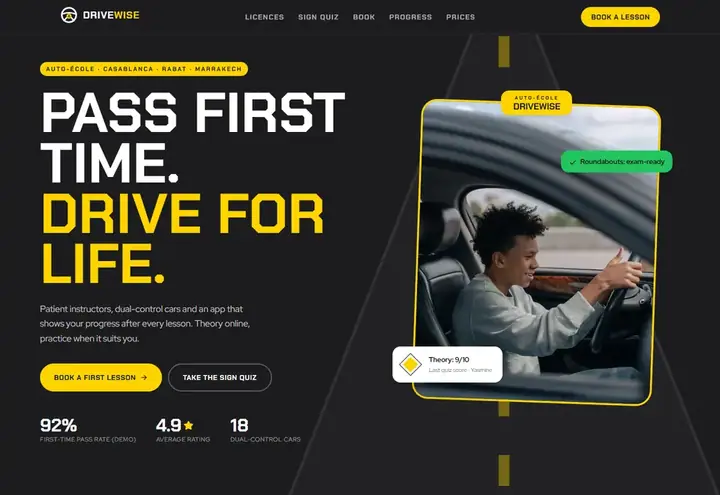 DRIVEWISE
LICENCES SIGN QUIZ BOOK PROGRESS PRICES
BOOK A LESSON
AUTO-ÉCOLE · CASABLANCA · RABAT · MARRAKECH
PASS FIRST
TIME.
DRIVE FOR
LIFE.
Patient instructors, dual-control cars and an app that
shows your progress after every lesson. Theory online,
practice when it suits you.
BOOK A FIRST LESSON →
TAKE THE SIGN QUIZ
92%
FIRST-TIME PASS RATE (DEMO)
4.9★
AVERAGE RATING
18
DUAL-CONTROL CARS
AUTO-ÉCOLE
DRIVEWISE
✓ Roundabouts: exam-ready
Theory: 9/10
Last quiz score · Yasmine